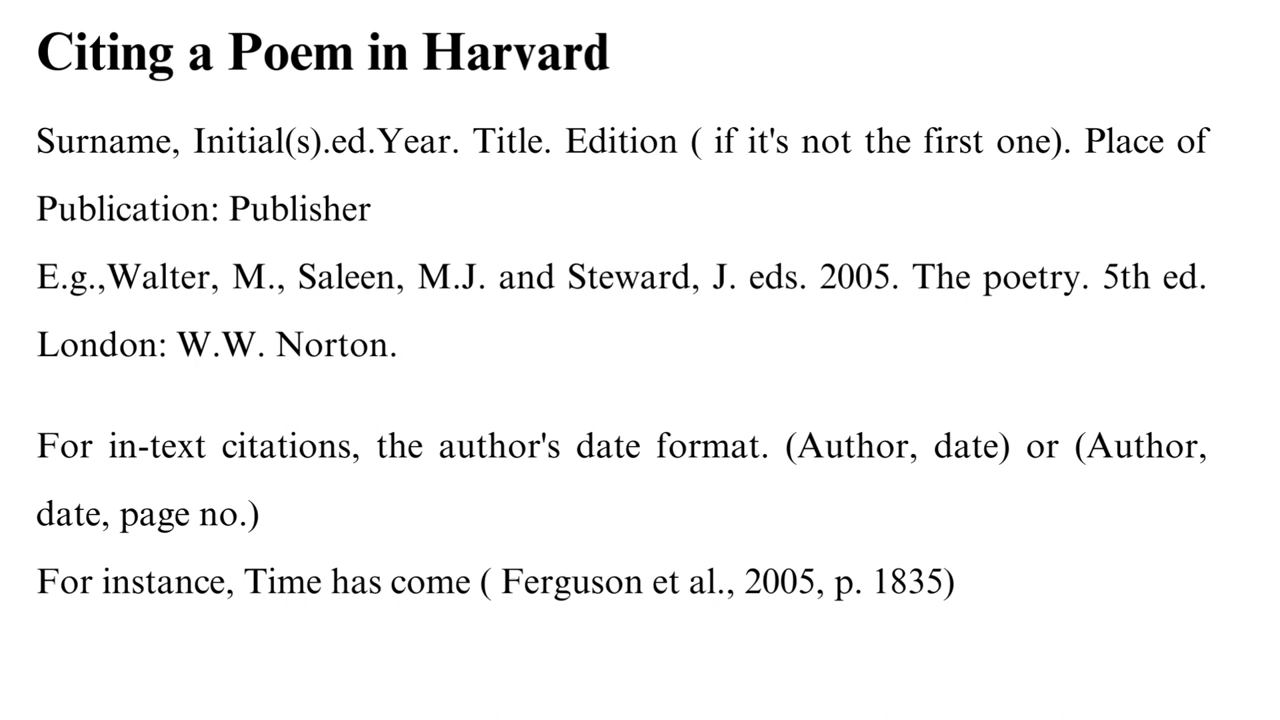 Citing a Poem in Harvard
Surname, Initial(s).ed.Year. Title. Edition ( if it's not the first one). Place of
Publication: Publisher
E.g.,Walter, M., Saleen, M.J. and Steward, J. eds. 2005. The poetry. 5th ed.
London: W.W. Norton.
For in-text citations, the author's date format. (Author, date) or (Author,
date, page no.)
For instance, Time has come ( Ferguson et al., 2005, p. 1835)